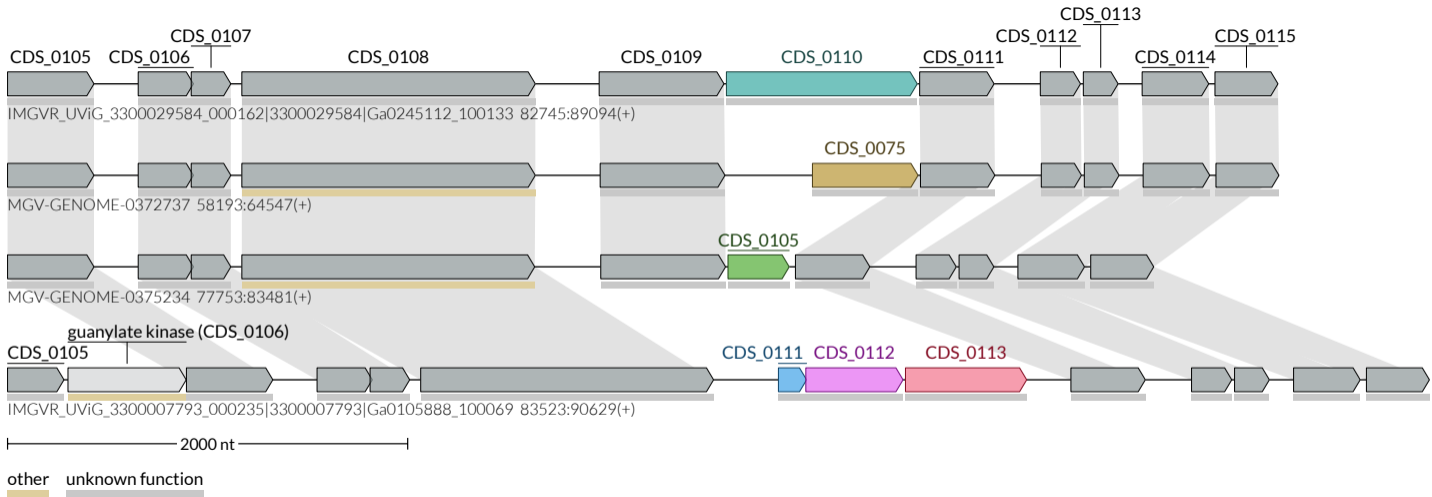 CDS_0113
CDS_0107 CDS_0112 CDS_0115
CDS_0105 CDS_0106 CDS_0108 CDS_0109 CDS_0110 CDS_0111 CDS_0114
IMGVR_UViG_3300029584_000162|3300029584|Ga0245112_100133 82745:89094(+)
CDS_0075
MGV-GENOME-0372737 58193:64547(+)
CDS_0105
MGV-GENOME-0375234 77753:83481(+)
guanylate kinase (CDS_0106)
CDS_0105 CDS_0111 CDS_0112 CDS_0113
IMGVR_UViG_3300007793_000235|3300007793|Ga0105888_100069 83523:90629(+)
2000 nt
other unknown function